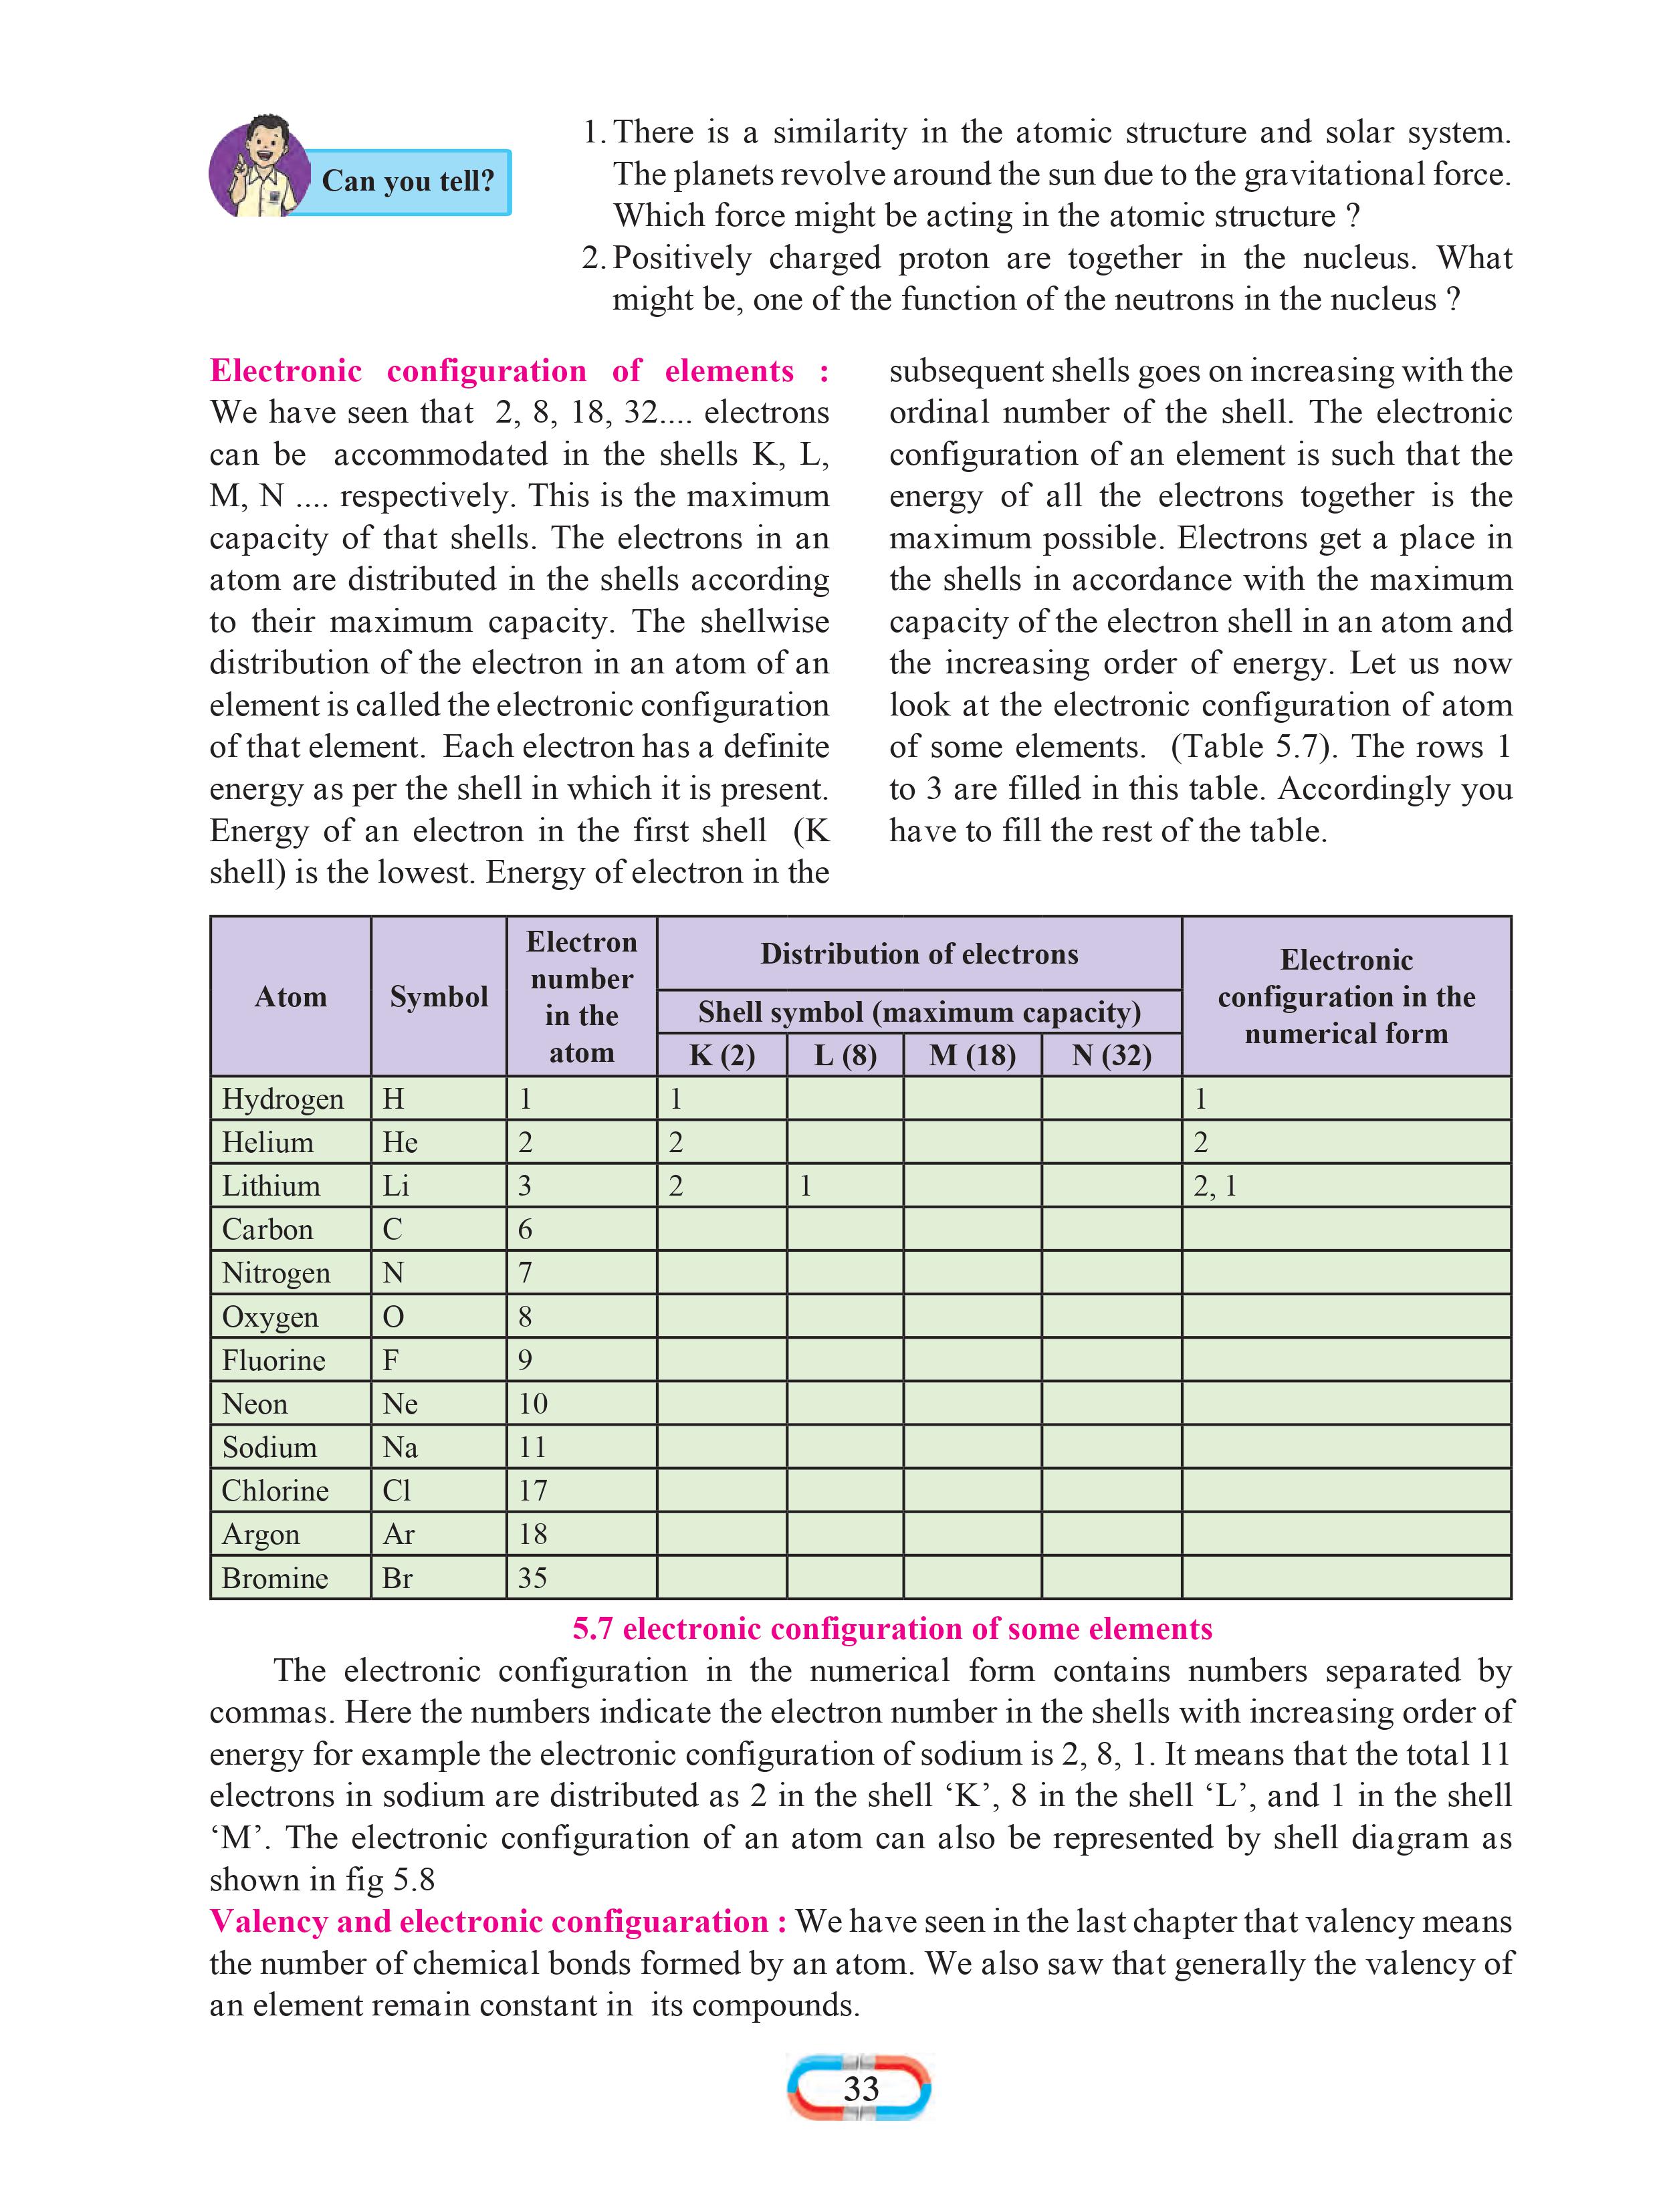 Can you tell?
1. There is a similarity in the atomic structure and solar system.
The planets revolve around the sun due to the gravitational force.
Which force might be acting in the atomic structure ?
2. Positively charged proton are together in the nucleus. What
might be, one of the function of the neutrons in the nucleus ?
Electronic configuration of elements :
We have seen that 2, 8, 18, 32.... electrons
can be accommodated in the shells K, L,
M, N .... respectively. This is the maximum
capacity of that shells. The electrons in an
atom are distributed in the shells according
to their maximum capacity. The shellwise
distribution of the electron in an atom of an
element is called the electronic configuration
of that element. Each electron has a definite
energy as per the shell in which it is present.
Energy of an electron in the first shell (K
shell) is the lowest. Energy of electron in the
subsequent shells goes on increasing with the
ordinal number of the shell. The electronic
configuration of an element is such that the
energy of all the electrons together is the
maximum possible. Electrons get a place in
the shells in accordance with the maximum
capacity of the electron shell in an atom and
the increasing order of energy. Let us now
look at the electronic configuration of atom
of some elements. (Table 5.7). The rows 1
to 3 are filled in this table. Accordingly you
have to fill the rest of the table.
Atom
Symbol
Electron
number
in the
atom
Distribution of electrons
Shell symbol (maximum capacity)
K (2) L (8) M (18) N (32)
Electronic
configuration in the
numerical form
Hydrogen H 1 1 1
Helium He 2 2 2
Lithium Li 3 2 1 2, 1
Carbon C 6
Nitrogen N 7
Oxygen O 8
Fluorine F 9
Neon Ne 10
Sodium Na 11
Chlorine Cl 17
Argon Ar 18
Bromine Br 35
5.7 electronic configuration of some elements
The electronic configuration in the numerical form contains numbers separated by
commas. Here the numbers indicate the electron number in the shells with increasing order of
energy for example the electronic configuration of sodium is 2, 8, 1. It means that the total 11
electrons in sodium are distributed as 2 in the shell ‘K’, 8 in the shell ‘L’, and 1 in the shell
‘M’. The electronic configuration of an atom can also be represented by shell diagram as
shown in fig 5.8
Valency and electronic configuaration : We have seen in the last chapter that valency means
the number of chemical bonds formed by an atom. We also saw that generally the valency of
an element remain constant in its compounds.
33